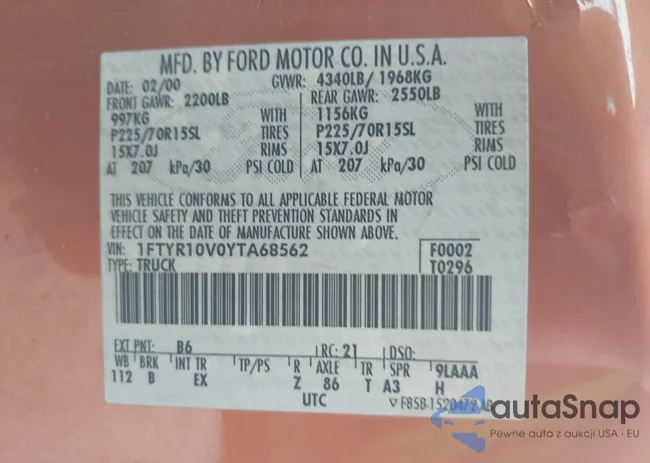 MFD. BY FORD MOTOR CO. IN U.S.A.
DATE: 02/00 GVWR: 4340LB/ 1968KG
FRONT GAWR: 2200LB REAR GAWR: 2550LB
997KG WITH 1156KG WITH
P225/70R15SL TIRES P225/70R15SL TIRES
15X7.0J RIMS 15X7.0J RIMS
AT 207 kPa/30 PSI COLD AT 207 kPa/30 PSI COLD
THIS VEHICLE CONFORMS TO ALL APPLICABLE FEDERAL MOTOR
VEHICLE SAFETY AND THEFT PREVENTION STANDARDS IN
EFFECT ON THE DATE OF MANUFACTURE SHOWN ABOVE.
VIN: 1FTYR10V0YTA68562 F0002
TYPE: TRUCK T0296
EXT PNT: B6 RC: 21 DSO:
WB BRK INT TR TP/PS R AXLE TR SPR 9LAAA
112 B EX Z 86 T A3 H
UTC F85B-1520472-AB
autaSnap
Pewne auta z aukcji USA i EU